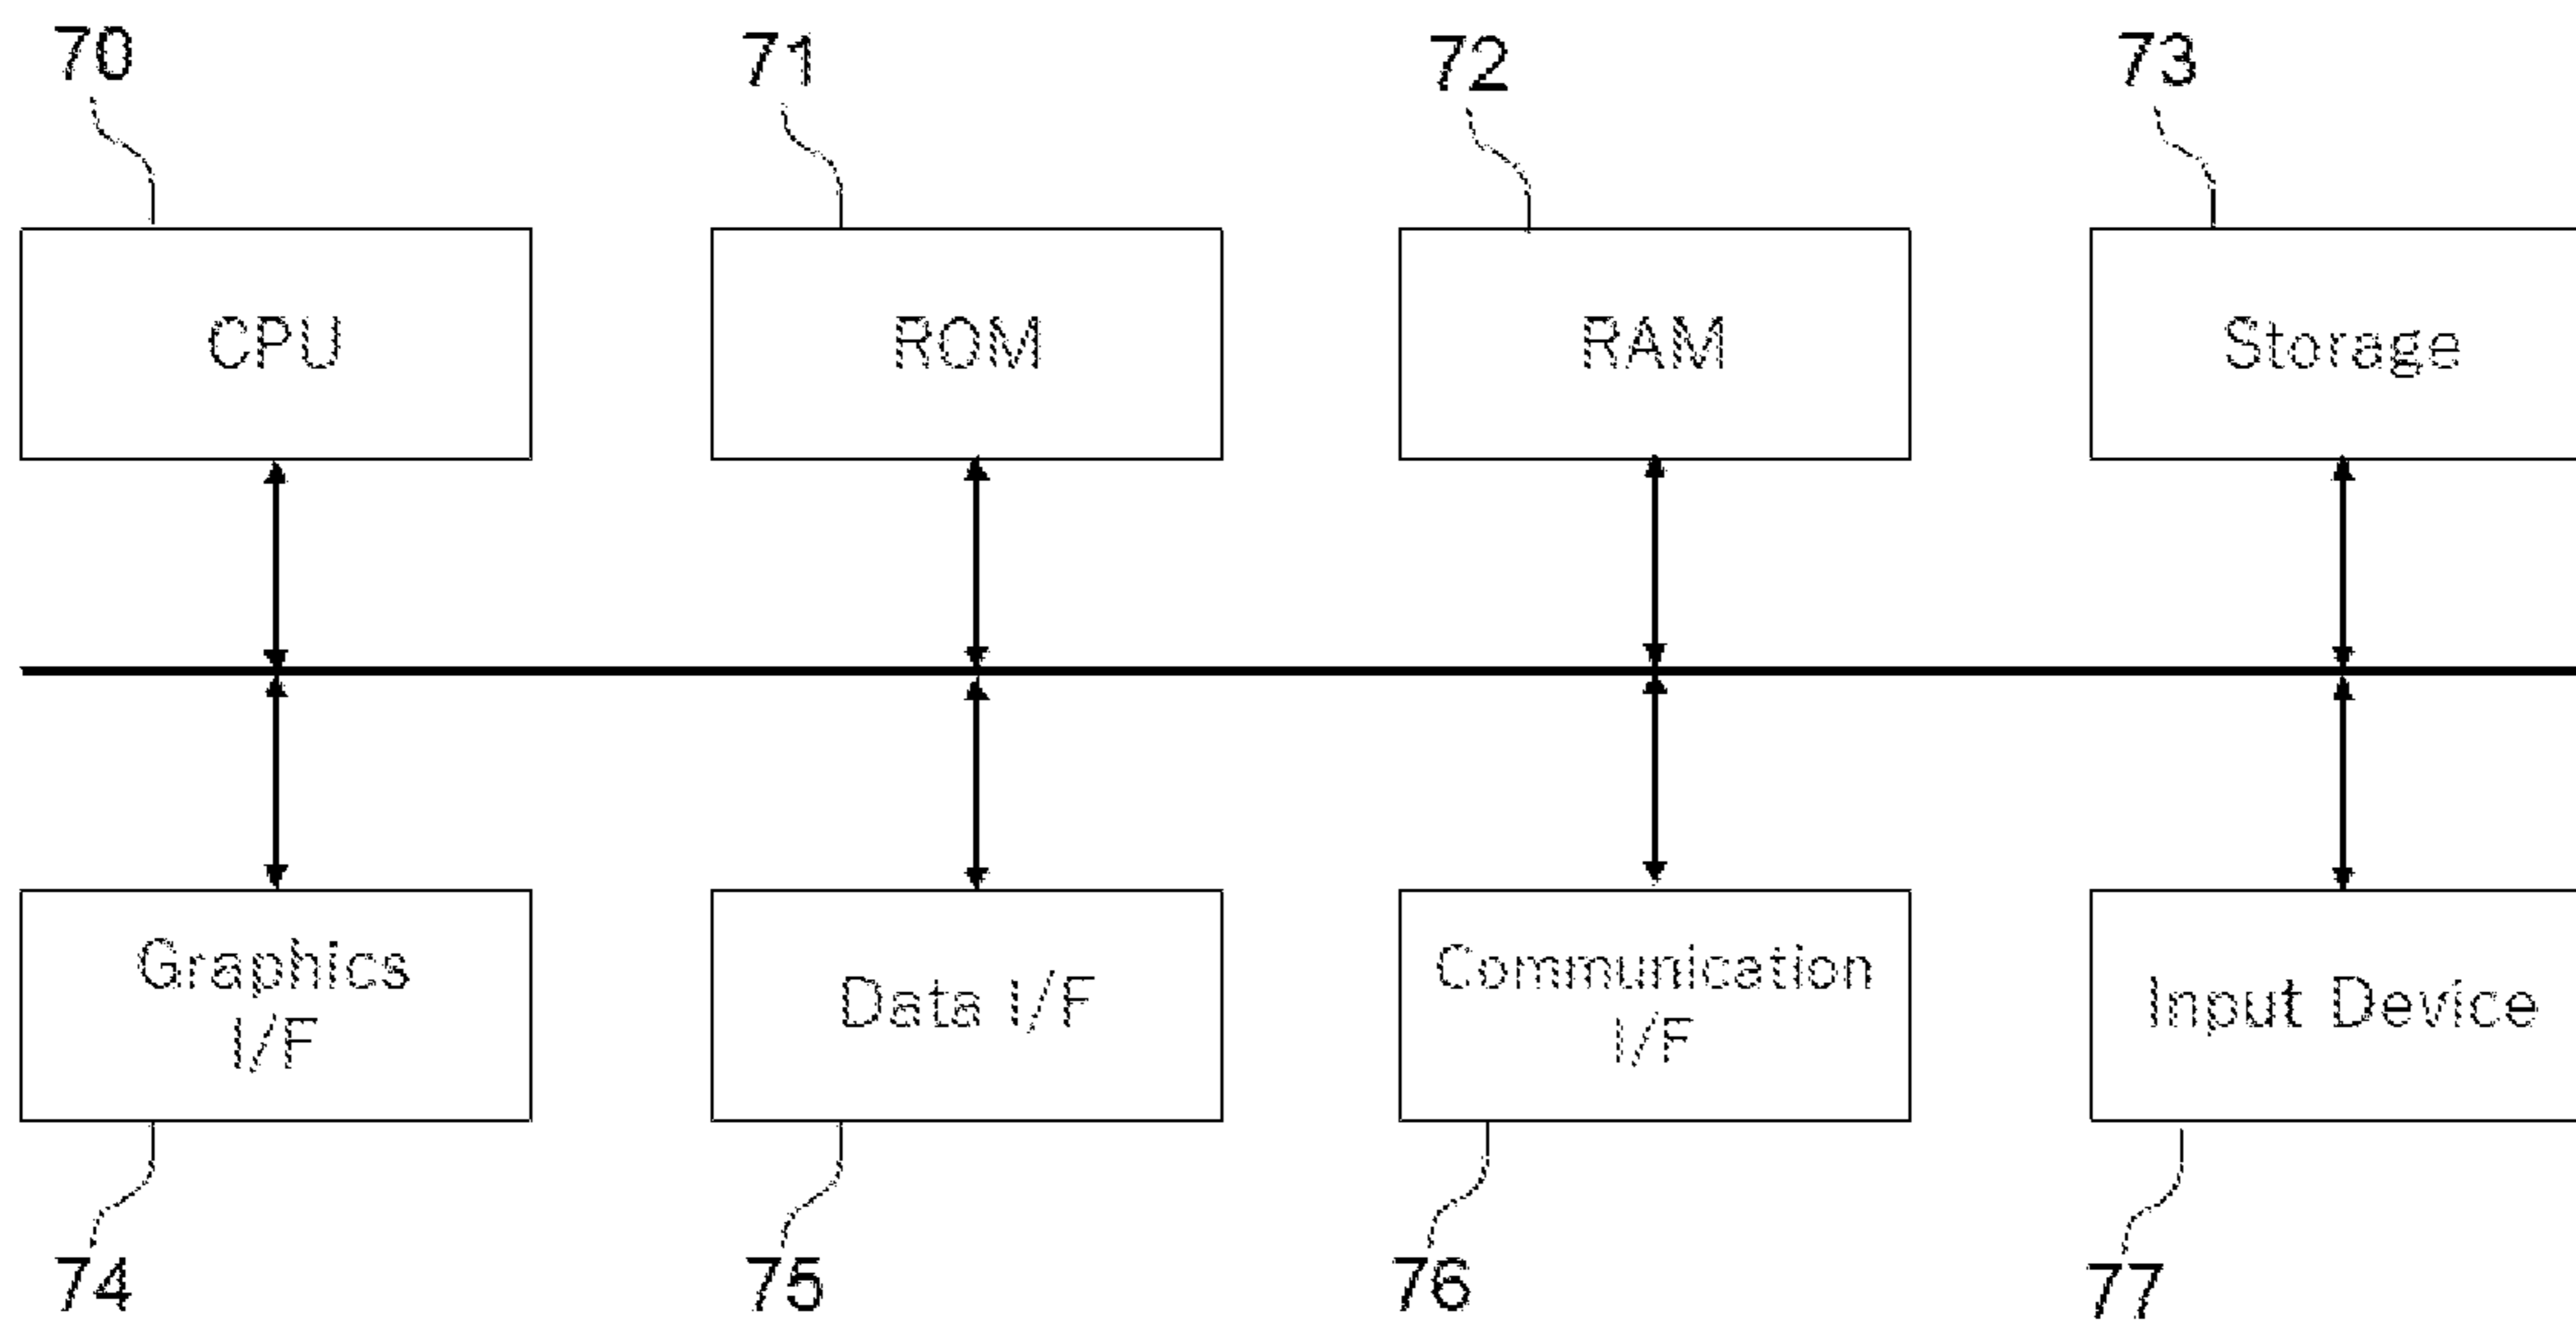 70
71
72
73
CPU
ROM
RAM
Storage
Graphics
I/F
Data I/F
Communication
I/F
Input Device
74
75
76
77